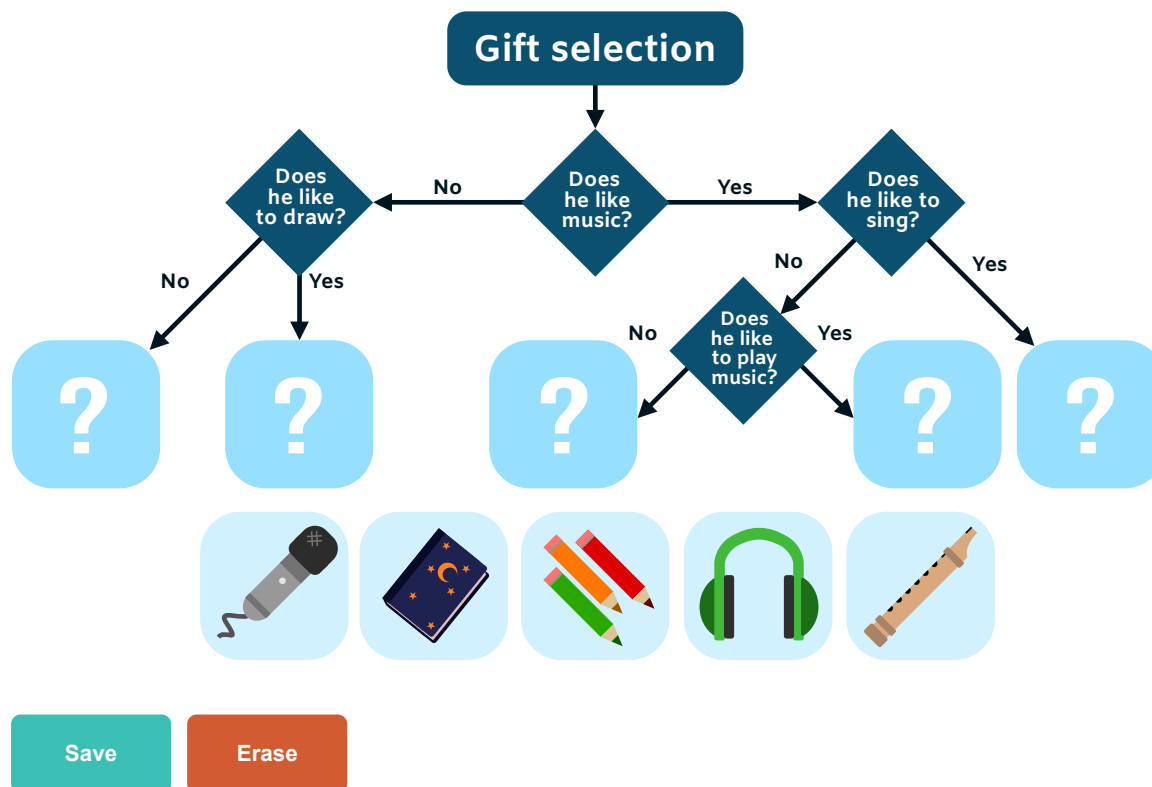 Gift selection
Does
he like
to draw?
No
Does
he like
music?
Yes
Does
he like to
sing?
No
Yes
No
Yes
Does
he like
to play
music?
No
Yes
?
?
?
?
?
Save
Erase